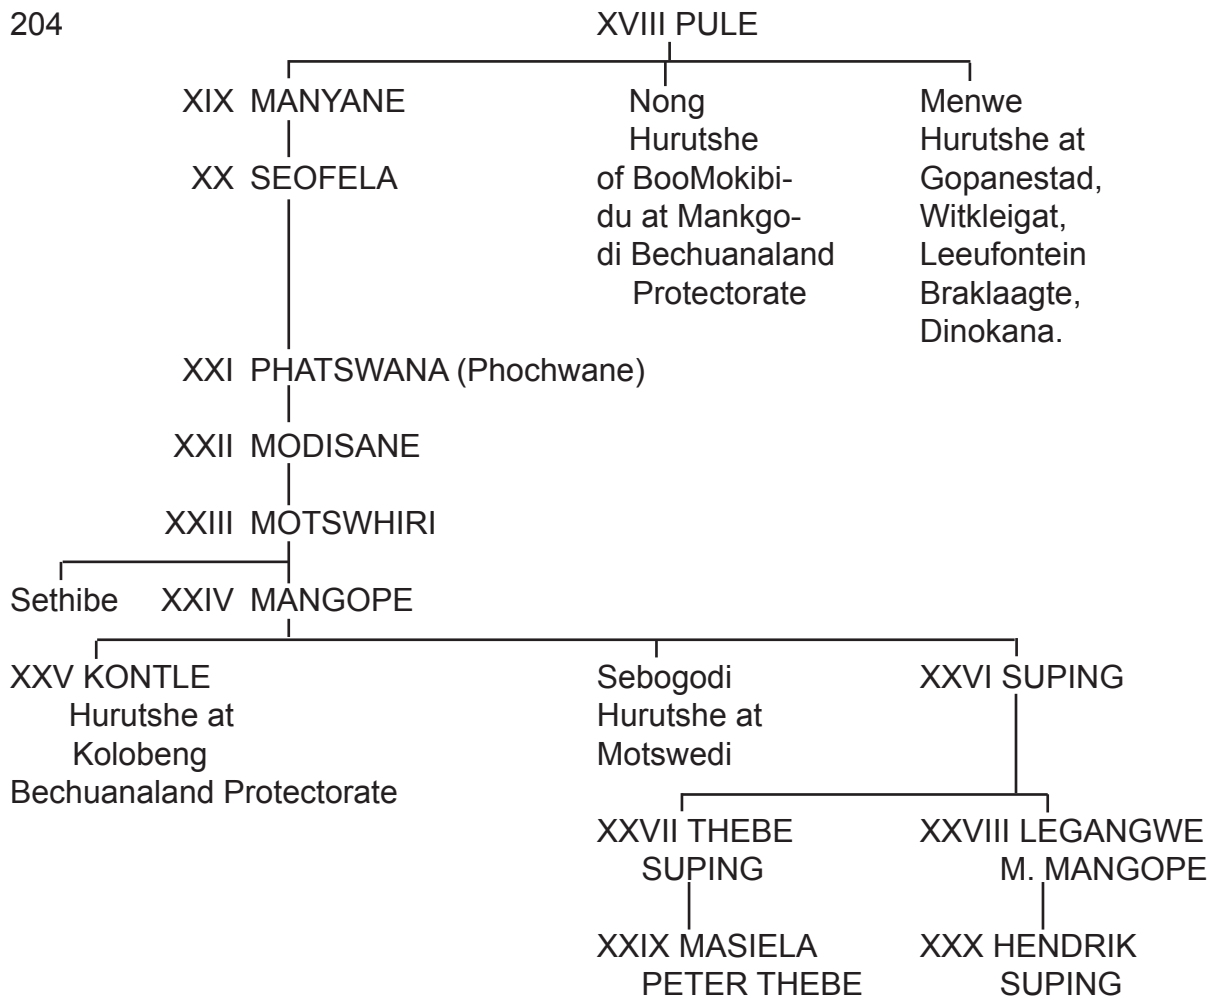 204
XVIII PULE
XIX MANYANE
Nong
Hurutshe
of BooMokibi-
du at Mankgo-
di Bechuanaland
Protectorate
Menwe
Hurutshe at
Gopanestad,
Witkleigat,
Leeufontein
Braklaagte,
Dinokana.
XX SEOFELA
XXI PHATSWANA (Phochwane)
XXII MODISANE
XXIII MOTSWHIRI
Sethibe
XXIV MANGOPE
XXV KONTLE
Hurutshe at
Kolobeng
Bechuanaland Protectorate
Sebogodi
Hurutshe at
Motswedi
XXVI SUPING
XXVII THEBE
SUPING
XXVIII LEGANGWE
M. MANGOPE
XXIX MASIELA
PETER THEBE
XXX HENDRIK
SUPING